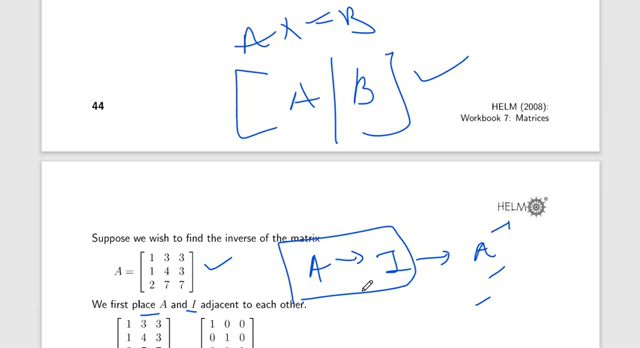 AX=B
[A|B]
44
HELM (2008):
Workbook 7: Matrices
HELM
Suppose we wish to find the inverse of the matrix
A = [1 3 3
1 4 3
2 7 7]
A → I → A⁻¹
We first place A and I adjacent to each other.
[1 3 3 [1 0 0
1 4 3 0 1 0